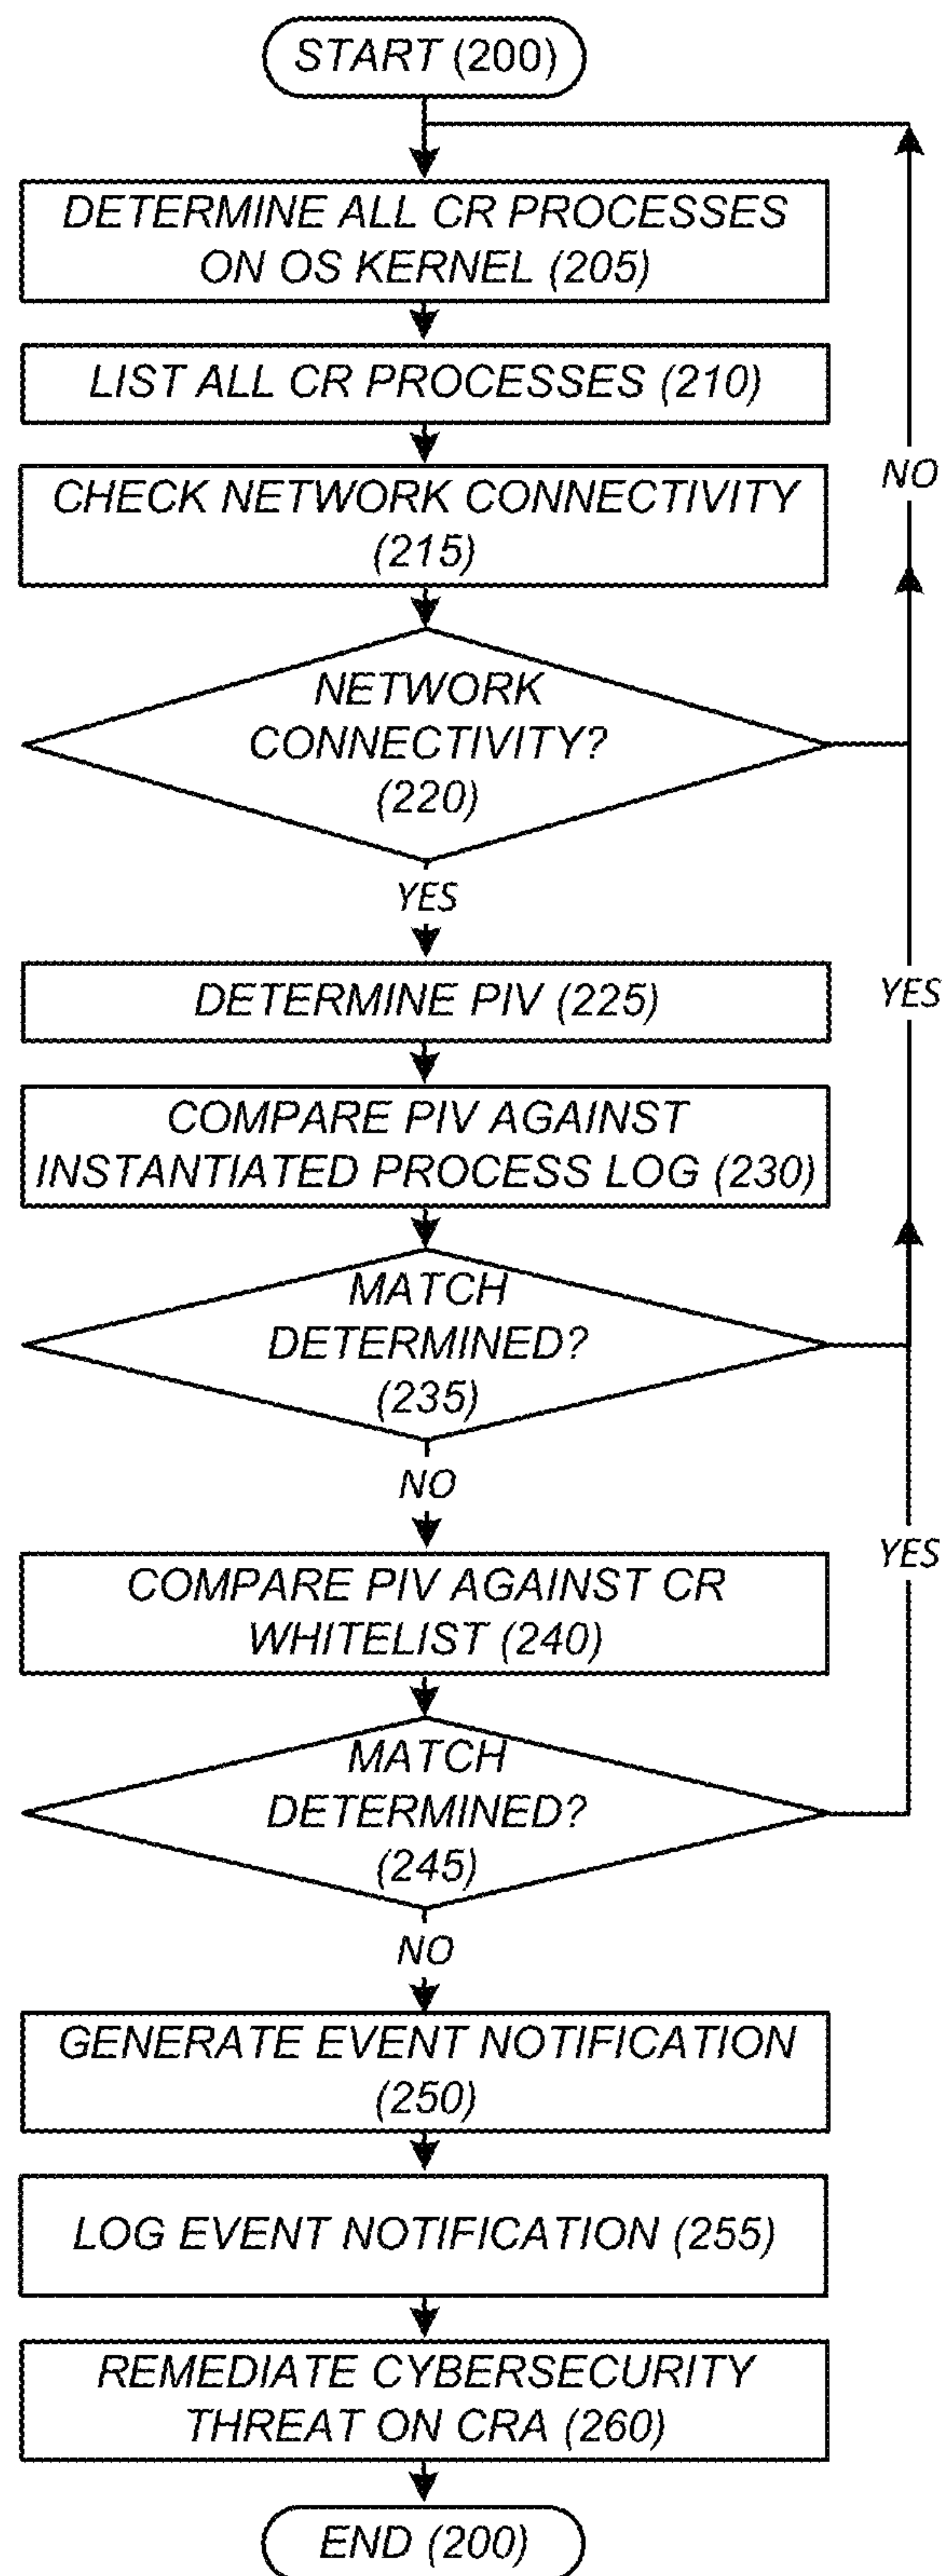 START (200)
DETERMINE ALL CR PROCESSES
ON OS KERNEL (205)
LIST ALL CR PROCESSES (210)
CHECK NETWORK CONNECTIVITY
(215)
NO
NETWORK
CONNECTIVITY?
(220)
YES
DETERMINE PIV (225)
YES
COMPARE PIV AGAINST
INSTANTIATED PROCESS LOG (230)
MATCH
DETERMINED?
(235)
NO
YES
COMPARE PIV AGAINST CR
WHITELIST (240)
MATCH
DETERMINED?
(245)
NO
GENERATE EVENT NOTIFICATION
(250)
LOG EVENT NOTIFICATION (255)
REMEDIATE CYBERSECURITY
THREAT ON CRA (260)
END (200)